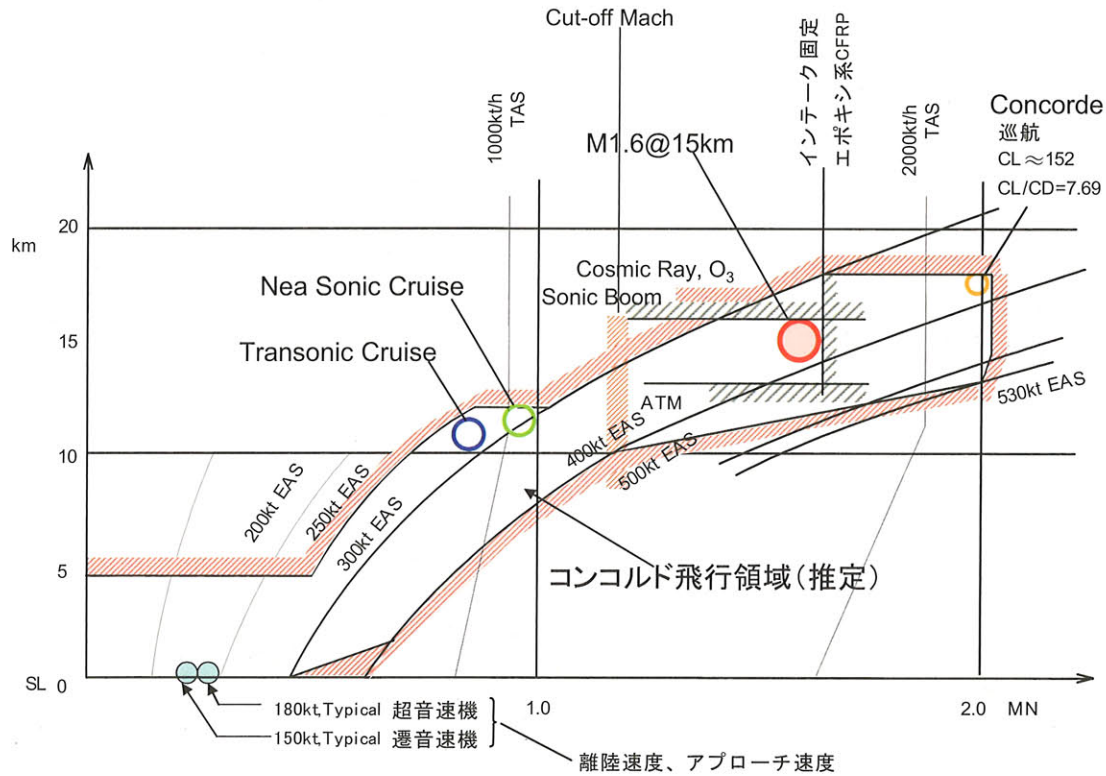 Cut-off Mach
インテーク固定
エポキシ系CFRP
1000kt/h
TAS
2000kt/h
TAS
Concorde
巡航
CL≈152
CL/CD=7.69
M1.6@15km
20
km
Cosmic Ray, O3
Sonic Boom
Nea Sonic Cruise
15
Transonic Cruise
ATM
530kt EAS
400kt EAS
500kt EAS
10
200kt EAS
250kt EAS
300kt EAS
5
コンコルド飛行領域(推定)
SL 0
1.0
2.0
MN
180kt,Typical 超音速機
150kt,Typical 遷音速機
離陸速度、アプローチ速度